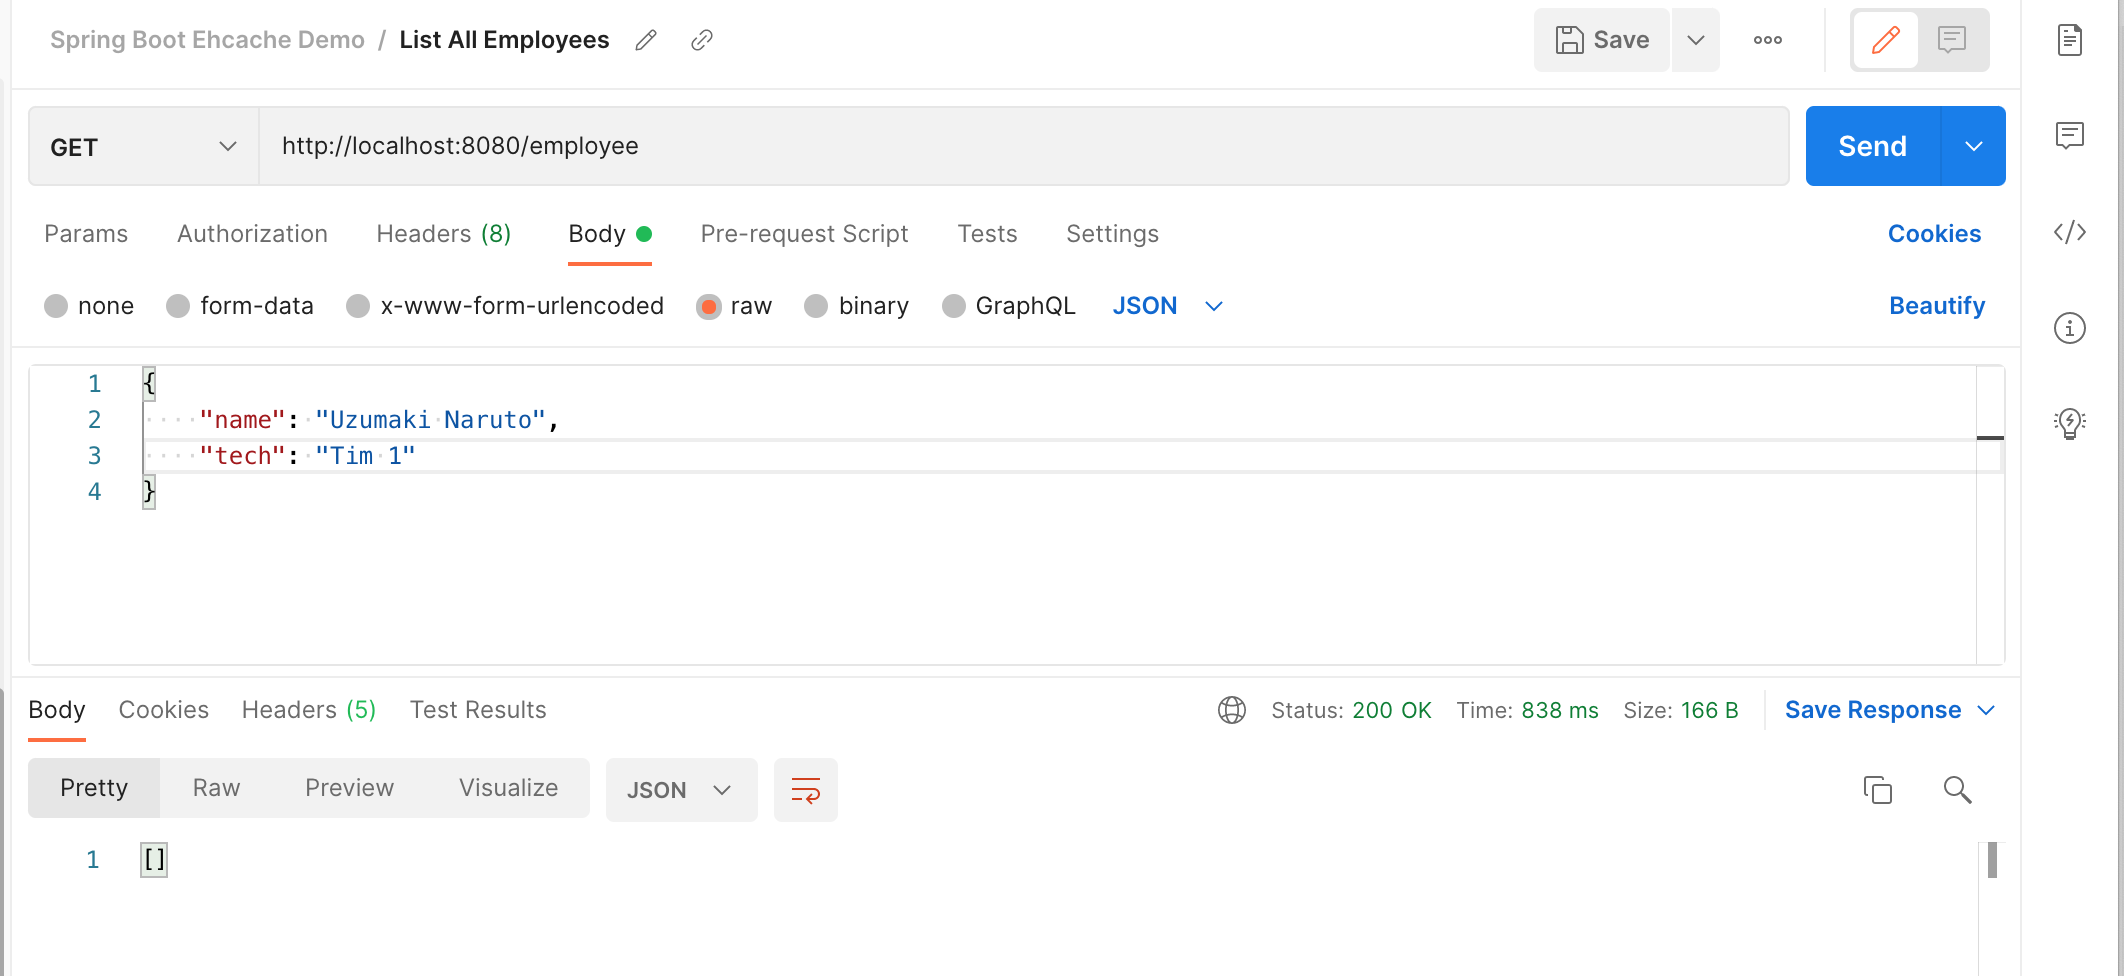 Spring Boot Ehcache Demo / List All Employees
Save
GET
http://localhost:8080/employee
Send
Params Authorization Headers (8) Body Pre-request Script Tests Settings Cookies
none form-data x-www-form-urlencoded raw binary GraphQL JSON Beautify
1 {
2 "name": "Uzumaki Naruto",
3 "tech": "Tim 1"
4 }
Body Cookies Headers (5) Test Results Status: 200 OK Time: 838 ms Size: 166 B Save Response
Pretty Raw Preview Visualize JSON
1 []